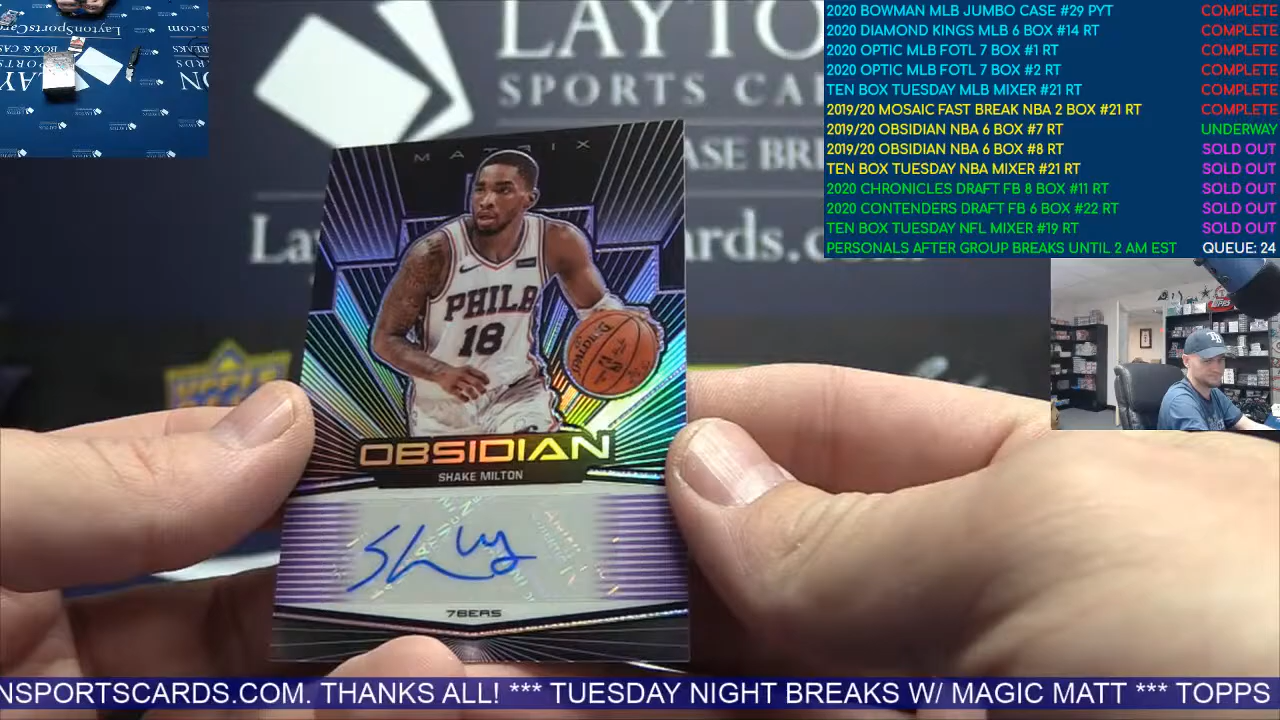 2020 BOWMAN MLB JUMBO CASE #29 PYT COMPLETE
2020 DIAMOND KINGS MLB 6 BOX #14 RT COMPLETE
2020 OPTIC MLB FOTL 7 BOX #1 RT COMPLETE
2020 OPTIC MLB FOTL 7 BOX #2 RT COMPLETE
TEN BOX TUESDAY MLB MIXER #21 RT COMPLETE
2019/20 MOSAIC FAST BREAK NBA 2 BOX #21 RT COMPLETE
2019/20 OBSIDIAN NBA 6 BOX #7 RT UNDERWAY
2019/20 OBSIDIAN NBA 6 BOX #8 RT SOLD OUT
TEN BOX TUESDAY NBA MIXER #21 RT SOLD OUT
2020 CHRONICLES DRAFT FB 8 BOX #11 RT SOLD OUT
2020 CONTENDERS DRAFT FB 6 BOX #22 RT SOLD OUT
TEN BOX TUESDAY NFL MIXER #19 RT SOLD OUT
PERSONALS AFTER GROUP BREAKS UNTIL 2 AM EST QUEUE: 24
LAYTO
SPORTS CA
ASE BRE
La
rds.com
MATRIX
PHILA
18
SPALDING
OBSIDIAN
SHAKE MILTON
76ERS
NSPORTSCARDS.COM. THANKS ALL! *** TUESDAY NIGHT BREAKS W/ MAGIC MATT *** TOPPS